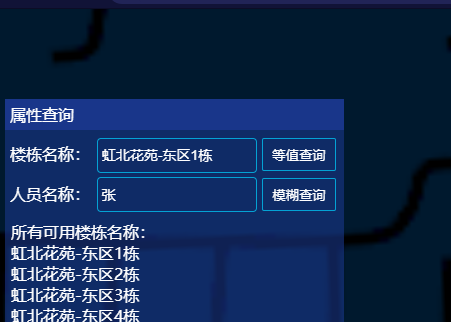 属性查询
楼栋名称： 虹北花苑-东区1栋 等值查询
人员名称： 张 模糊查询
所有可用楼栋名称：
虹北花苑-东区1栋
虹北花苑-东区2栋
虹北花苑-东区3栋
虹北花苑-东区4栋